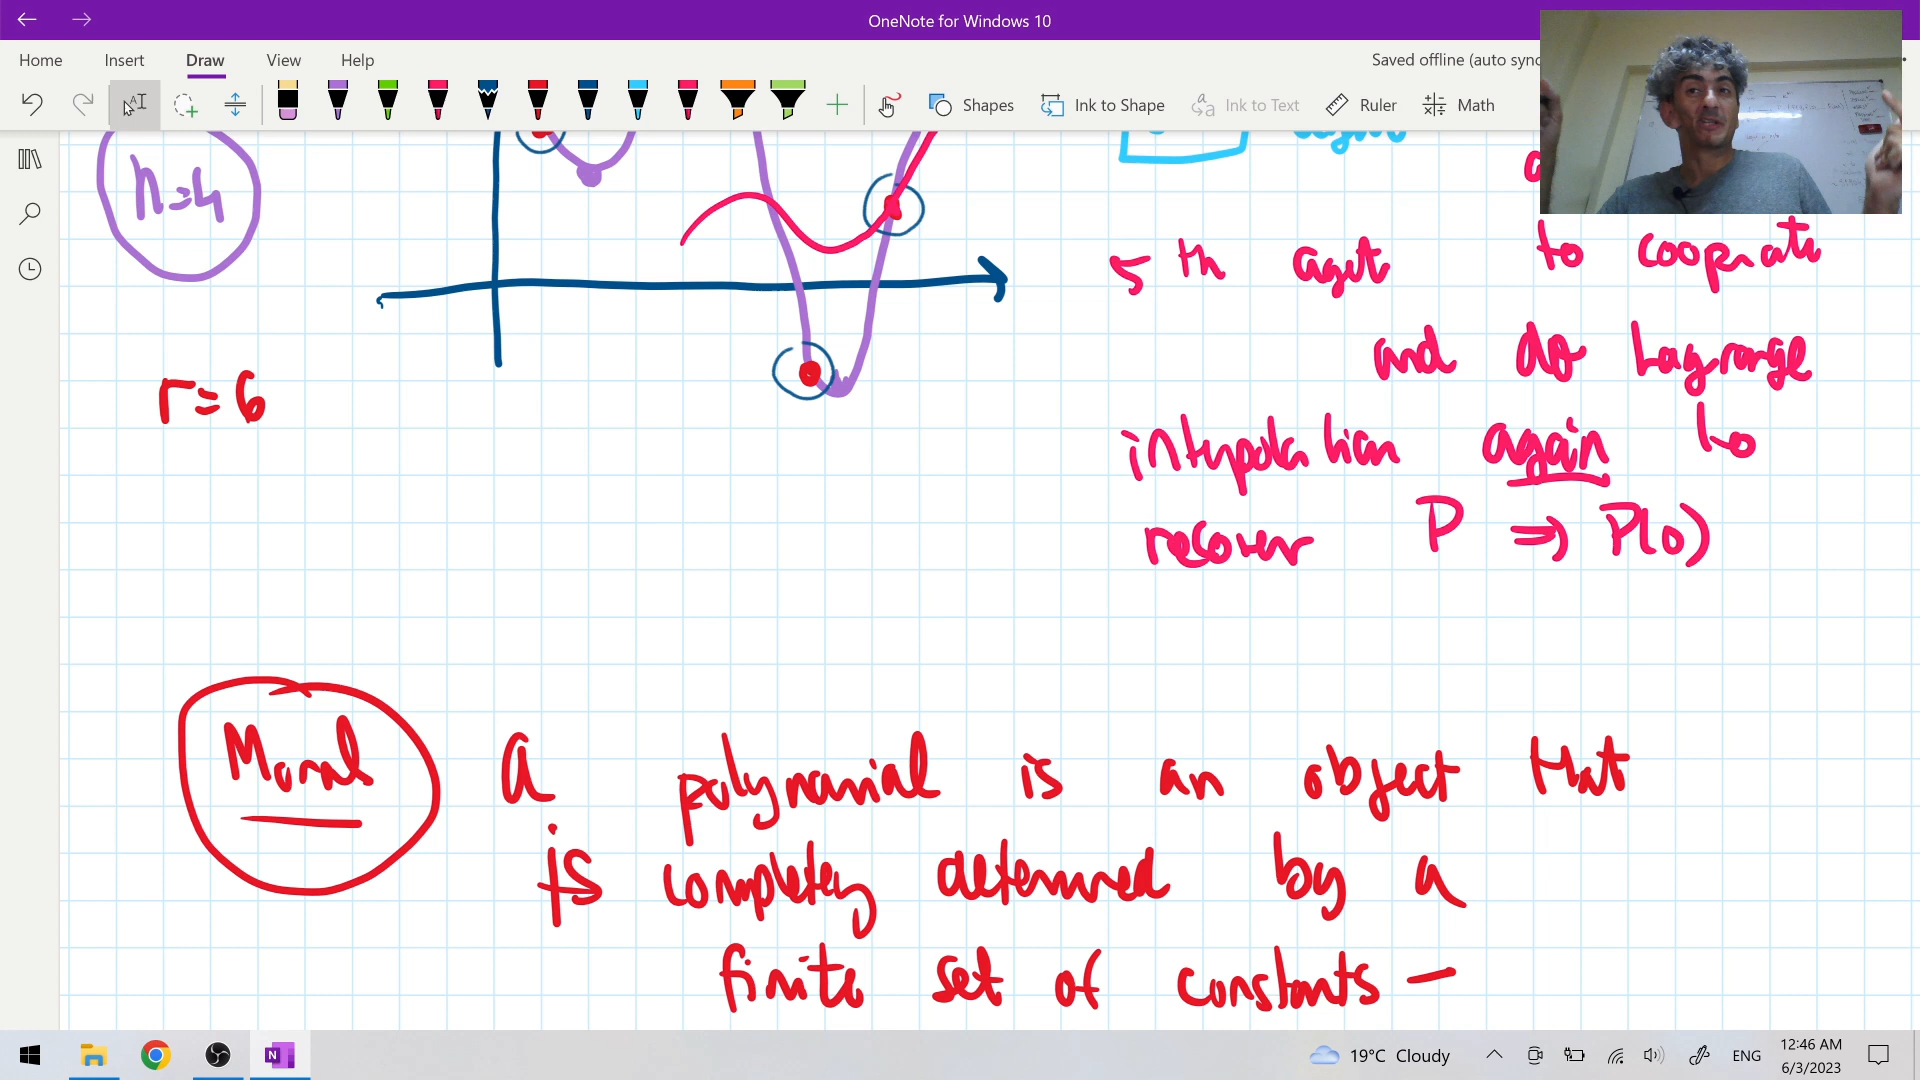 OneNote for Windows 10
Home Insert Draw View Help
Saved offline (auto sync
Shapes Ink to Shape Ink to Text Ruler Math
n=4
5th agent to cooperate
and do Lagrange
r=6
interpolation again to
recover P ⇒ P(0)
Moral
A polynomial is an object that
is completely determined by a
finite set of constants -
19°C Cloudy
ENG
12:46 AM
6/3/2023